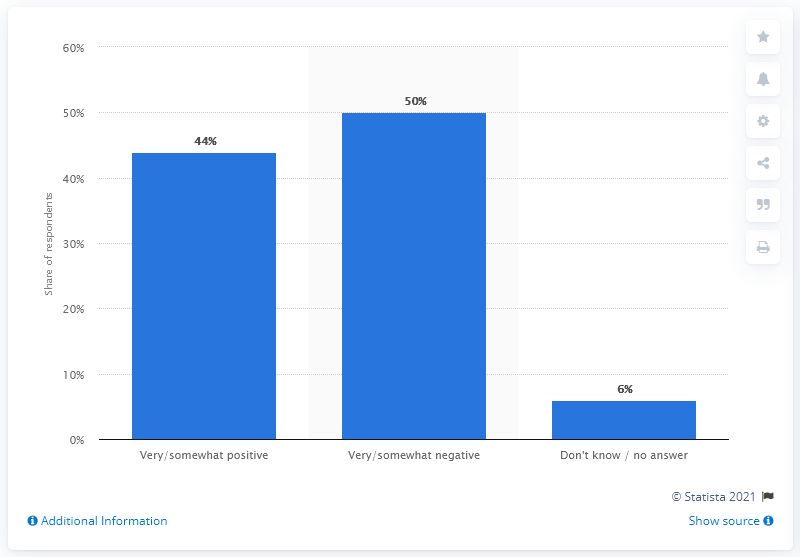 60%
50%
40%
30%
20%
10%
0%
Share of respondents
44%
50%
6%
Very/somewhat positive
Very/somewhat negative
Don't know / no answer
© Statista 2021
Additional Information
Show source